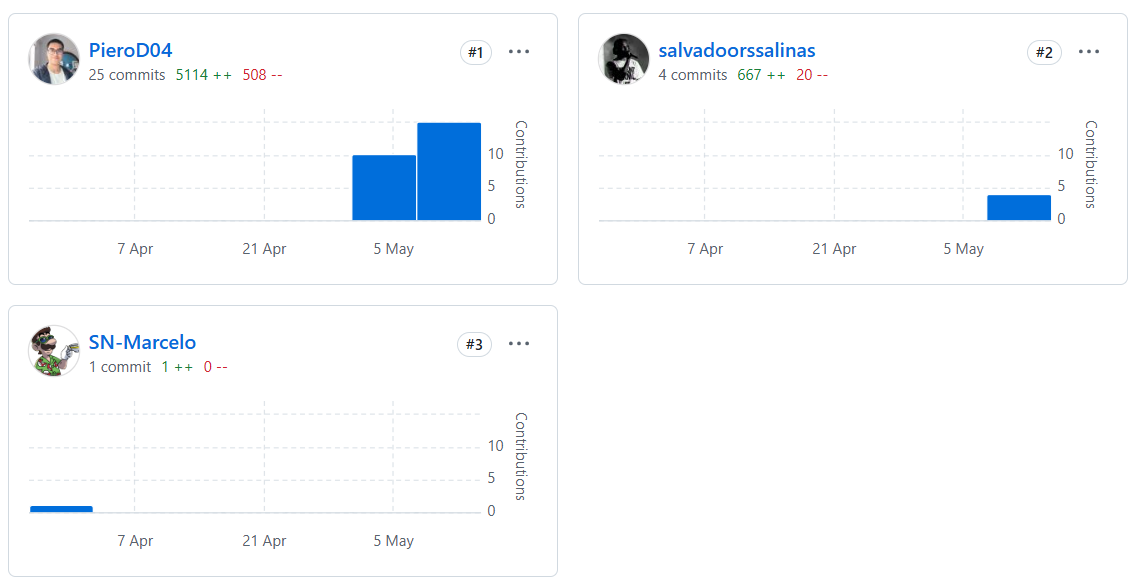 PieroD04
#1
25 commits 5114 ++ 508 --
Contributions
10
5
0
7 Apr 21 Apr 5 May
salvadoorssalinas
#2
4 commits 667 ++ 20 --
Contributions
10
5
0
7 Apr 21 Apr 5 May
SN-Marcelo
#3
1 commit 1 ++ 0 --
Contributions
10
5
0
7 Apr 21 Apr 5 May